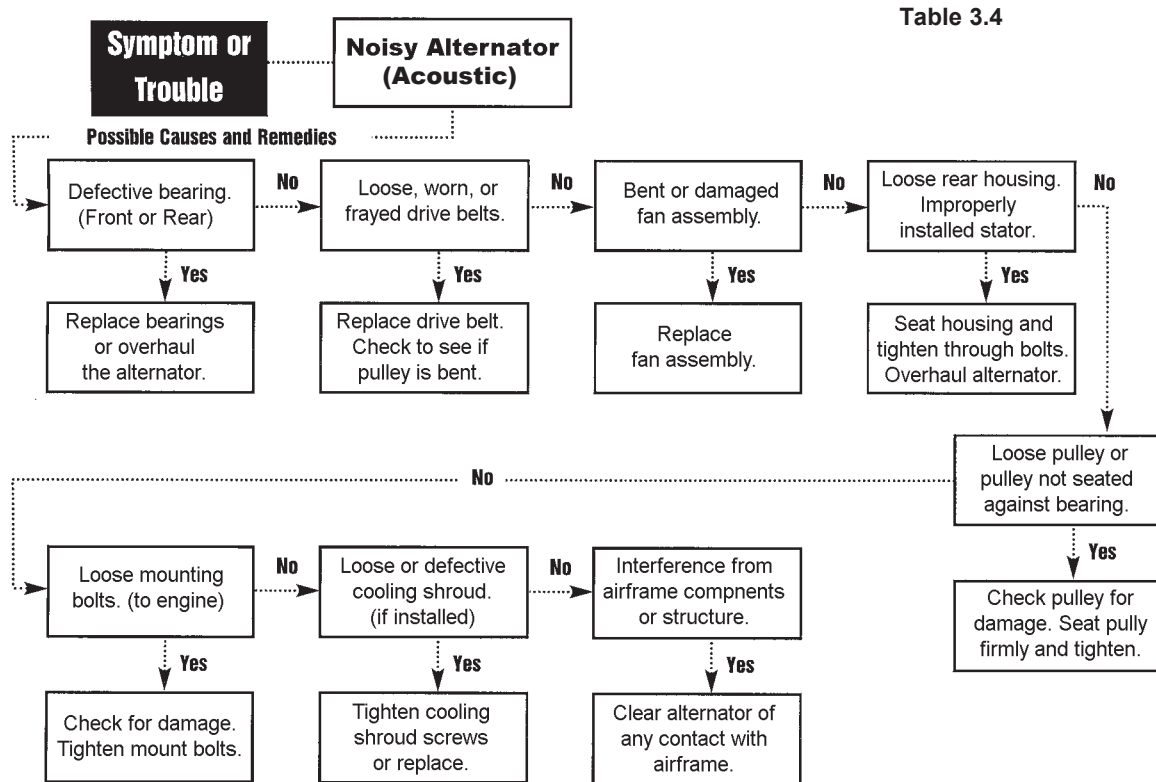 Table 3.4
Symptom or
Trouble
Noisy Alternator
(Acoustic)
Possible Causes and Remedies
Defective bearing.
(Front or Rear)
No
Loose, worn, or
frayed drive belts.
No
Bent or damaged
fan assembly.
No
Loose rear housing.
Improperly
installed stator.
No
Yes
Yes
Yes
Replace bearings
or overhaul
the alternator.
Replace drive belt.
Check to see if
pulley is bent.
Replace
fan assembly.
Seat housing and
tighten through bolts.
Overhaul alternator.
Loose pulley or
pulley not seated
against bearing.
No
Yes
Check pulley for
damage. Seat pully
firmly and tighten.
Loose mounting
bolts. (to engine)
No
Loose or defective
cooling shroud.
(if installed)
No
Interference from
airframe compnents
or structure.
Yes
Yes
Yes
Yes
Check for damage.
Tighten mount bolts.
Tighten cooling
shroud screws
or replace.
Clear alternator of
any contact with
airframe.